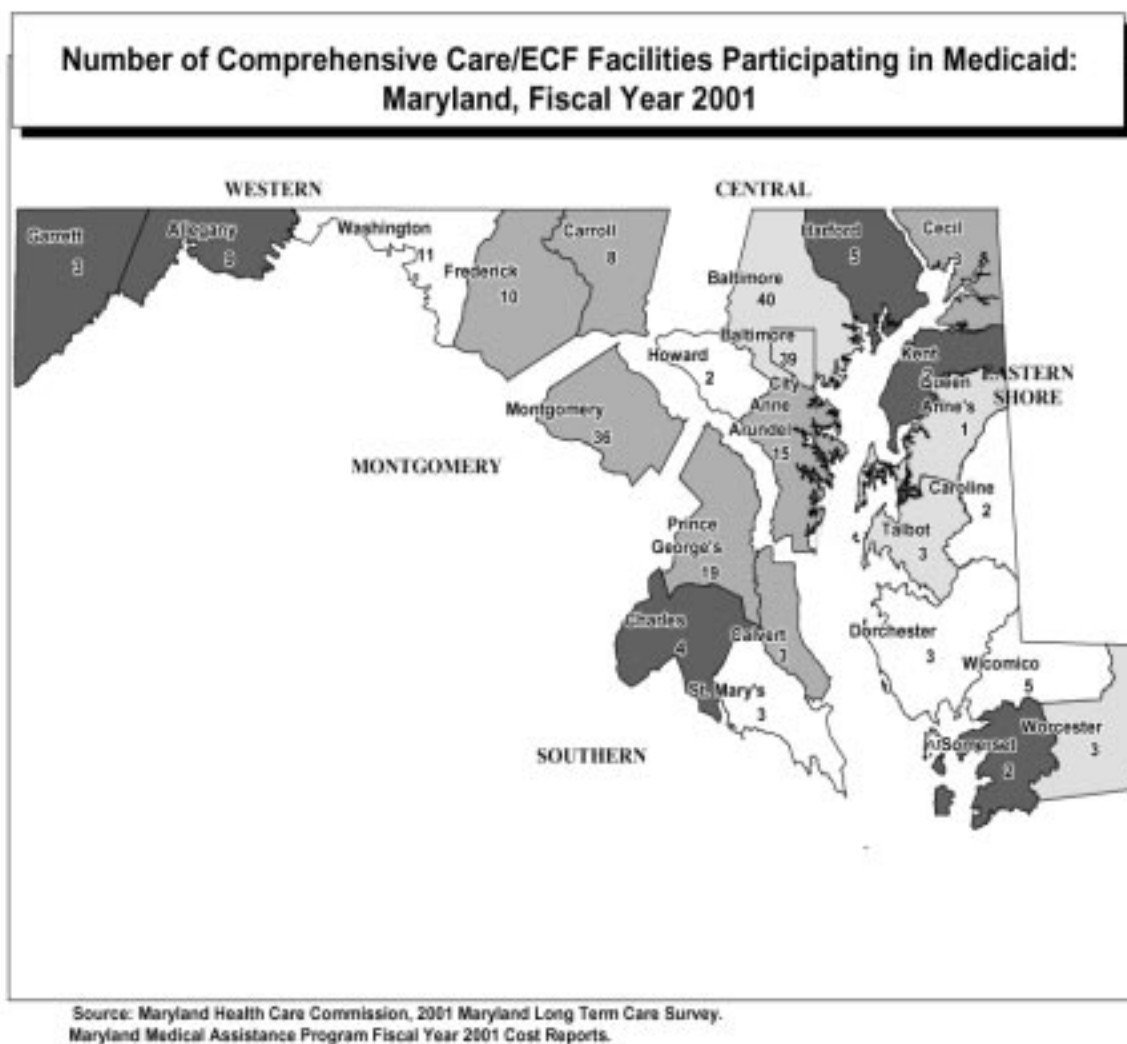 Number of Comprehensive Care/ECF Facilities Participating in Medicaid:
Maryland, Fiscal Year 2001
WESTERN
CENTRAL
Garrett
3
Allegany
Washington
11
Frederick
10
Carroll
8
Baltimore
40
Harford
5
Cecil
3
Baltimore
39
City
Howard
2
Kent
2
EASTERN
SHORE
Queen
Anne's
1
Montgomery
36
MONTGOMERY
Anne
Arundel
15
Caroline
2
Talbot
3
Prince
George's
19
Charles
4
Calvert
3
St. Mary's
3
Dorchester
3
Wicomico
5
SOUTHERN
Somerset
2
Worcester
3
Source: Maryland Health Care Commission, 2001 Maryland Long Term Care Survey.
Maryland Medical Assistance Program Fiscal Year 2001 Cost Reports.